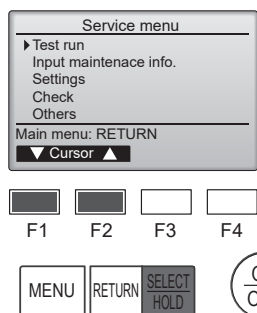 Service menu
Test run
Input maintenace info.
Settings
Check
Others
Main menu: RETURN
▼ Cursor ▲
F1 F2 F3 F4
MENU RETURN SELECT
HOLD